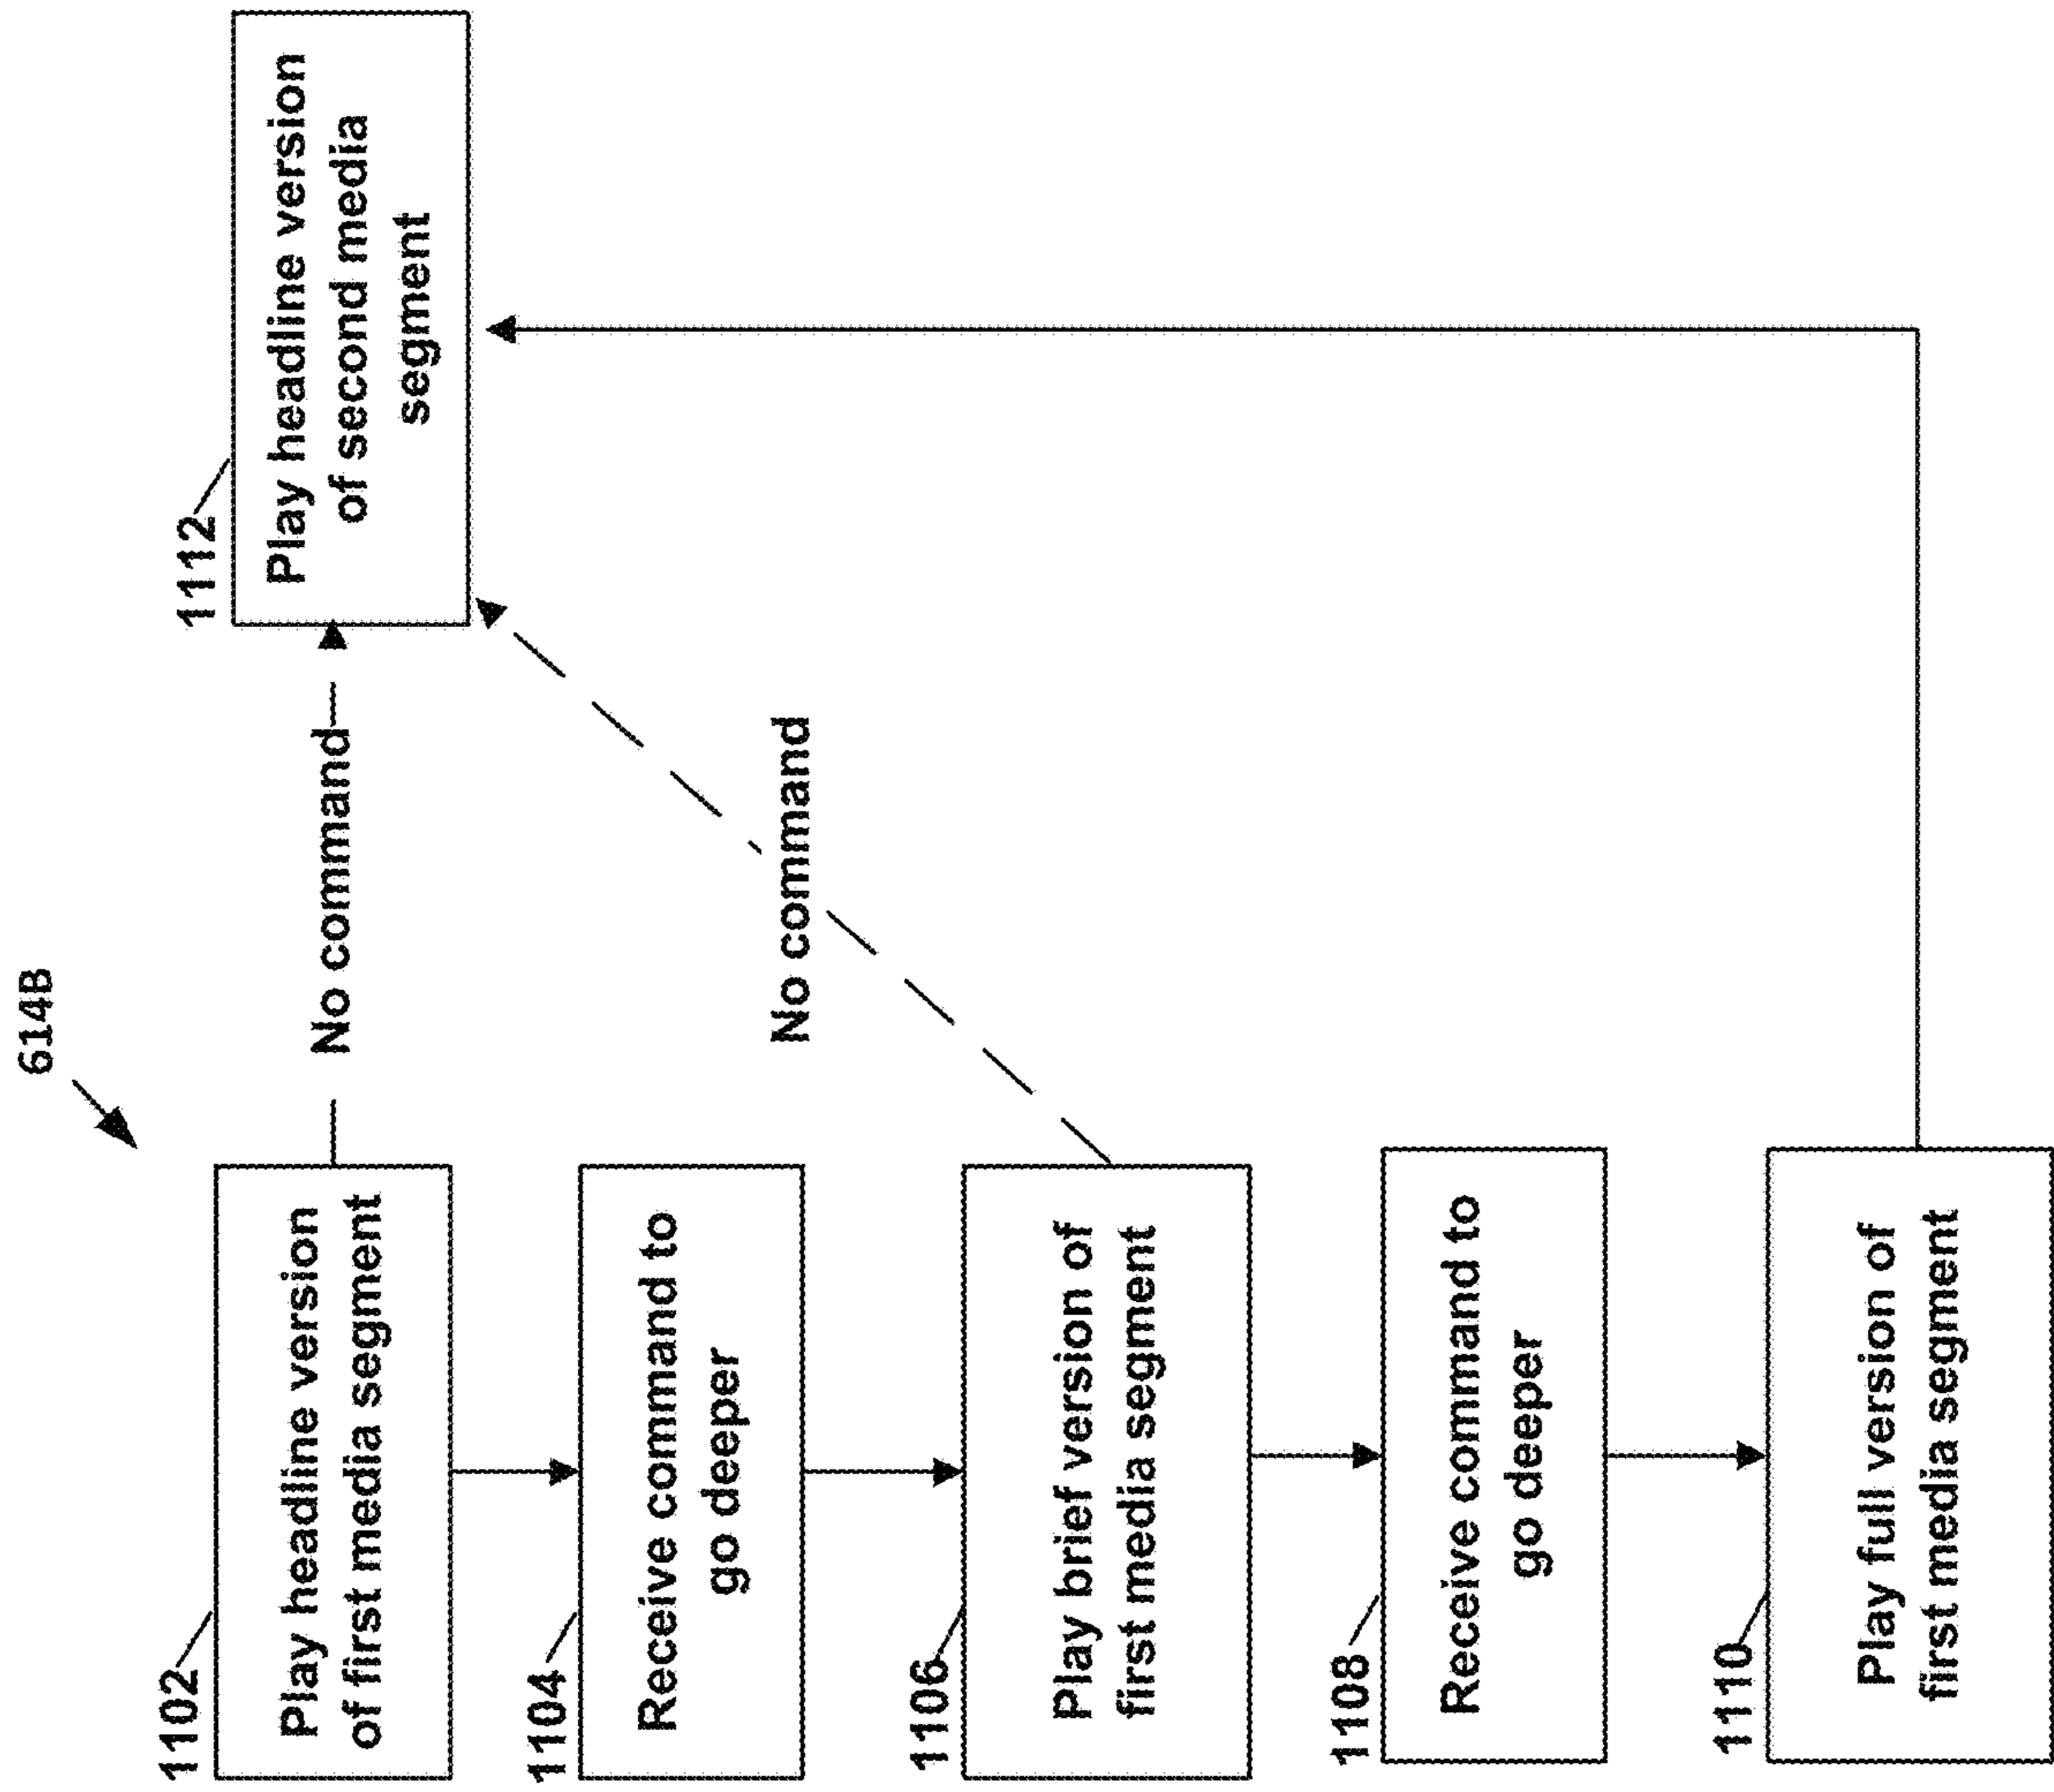 614B
1102
Play headline version
of first media segment
No command
1112
Play headline version
of second media
segment
1104
Receive command to
go deeper
No command
1106
Play brief version of
first media segment
1108
Receive command to
go deeper
1110
Play full version of
first media segment